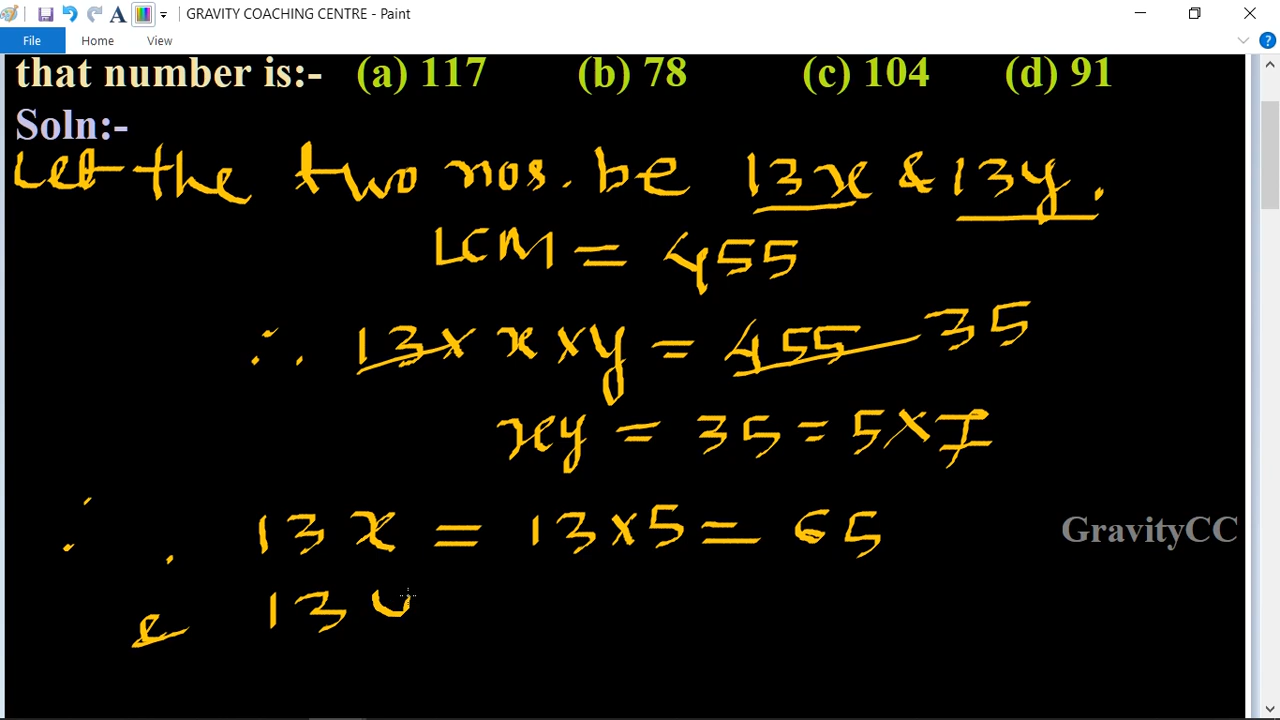 GRAVITY COACHING CENTRE - Paint
File Home View
that number is:- (a) 117 (b) 78 (c) 104 (d) 91
Soln:-
Let the two nos. be 13x & 13y.
LCM = 455
∴ 13 × x × y = 455 35
xy = 35 = 5 × 7
∴ 13x = 13 × 5 = 65
GravityCC
& 13